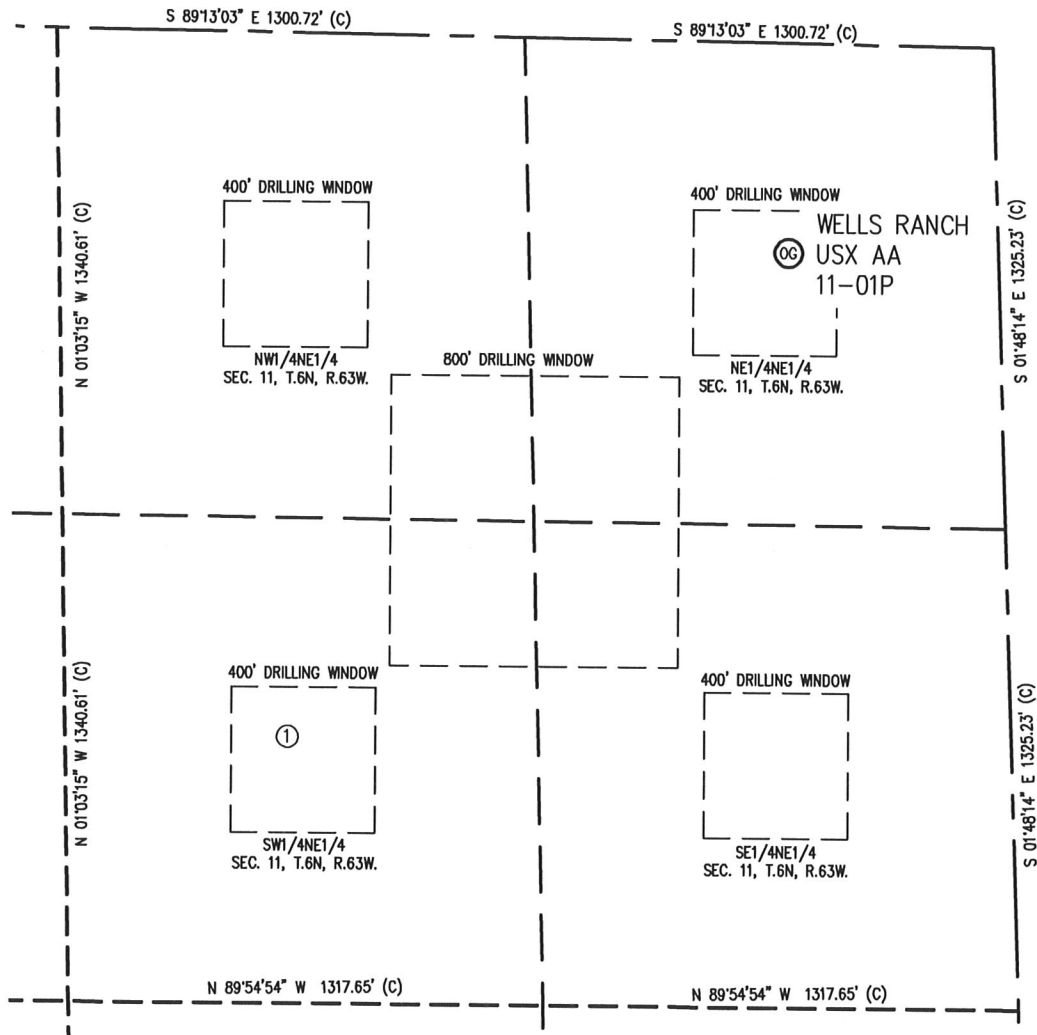 S 89°13'03" E 1300.72' (C)
S 89°13'03" E 1300.72' (C)
N 01°03'15" W 1340.61' (C)
400' DRILLING WINDOW
NW1/4NE1/4
SEC. 11, T.6N, R.63W.
400' DRILLING WINDOW
OG
WELLS RANCH
USX AA
11-01P
NE1/4NE1/4
SEC. 11, T.6N, R.63W.
S 01°48'14" E 1325.23' (C)
800' DRILLING WINDOW
N 01°03'15" W 1340.61' (C)
400' DRILLING WINDOW
1
SW1/4NE1/4
SEC. 11, T.6N, R.63W.
400' DRILLING WINDOW
SE1/4NE1/4
SEC. 11, T.6N, R.63W.
S 01°48'14" E 1325.23' (C)
N 89°54'54" W 1317.65' (C)
N 89°54'54" W 1317.65' (C)